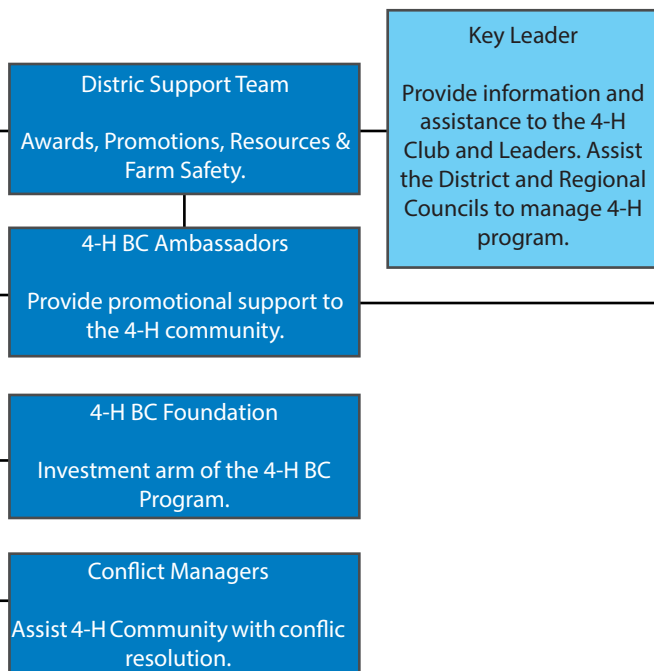 Distric Support Team
Awards, Promotions, Resources &
Farm Safety.
4-H BC Ambassadors
Provide promotional support to
the 4-H community.
4-H BC Foundation
Investment arm of the 4-H BC
Program.
Conflict Managers
Assist 4-H Community with conflic
resolution.
Key Leader
Provide information and
assistance to the 4-H
Club and Leaders. Assist
the District and Regional
Councils to manage 4-H
program.